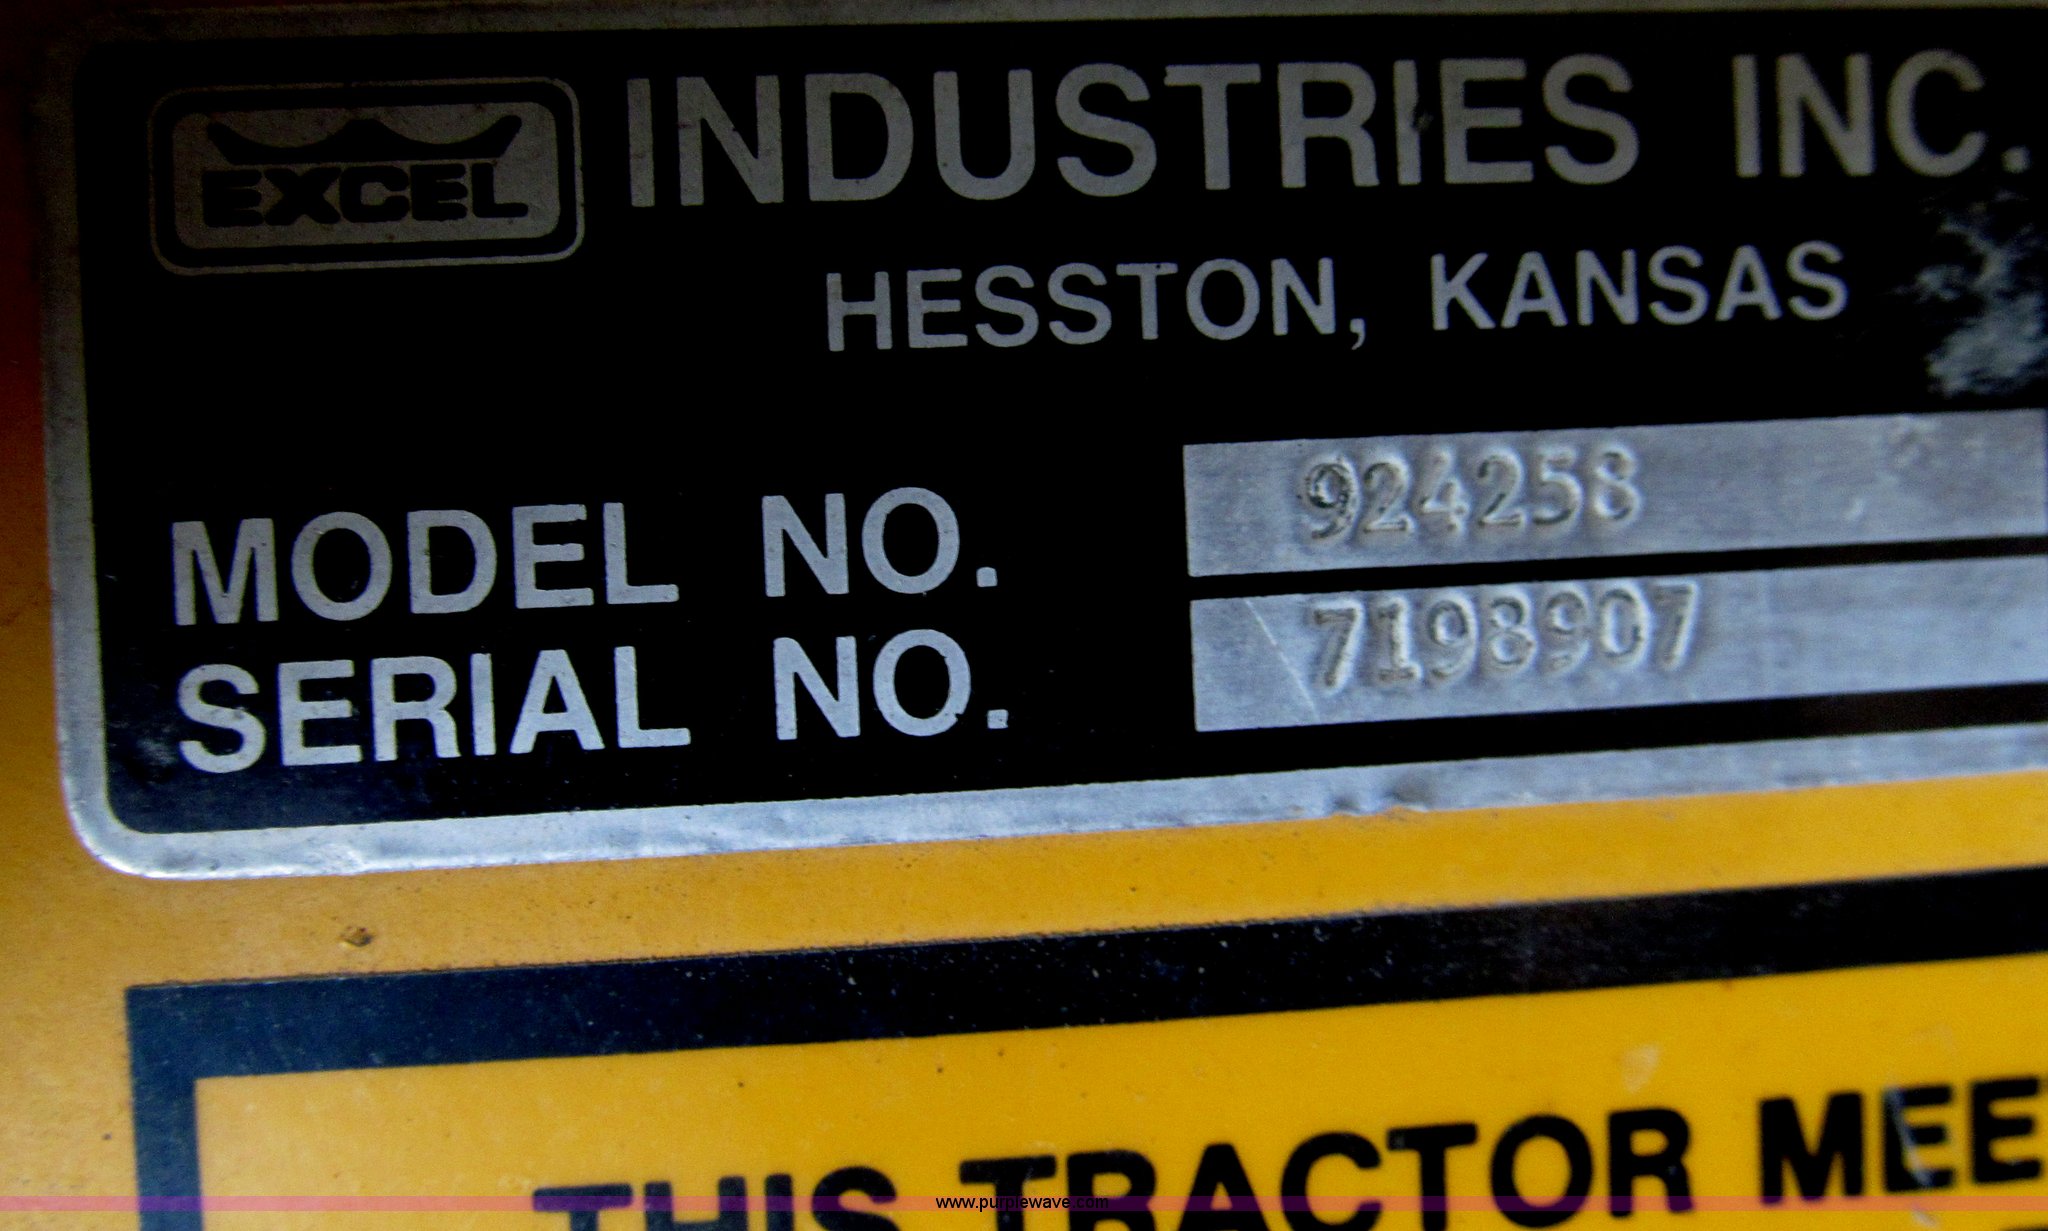 EXCEL INDUSTRIES INC.
HESSTON, KANSAS
MODEL NO. 924258
SERIAL NO. 7198907
THIS TRACTOR MEE
www.purplewave.com